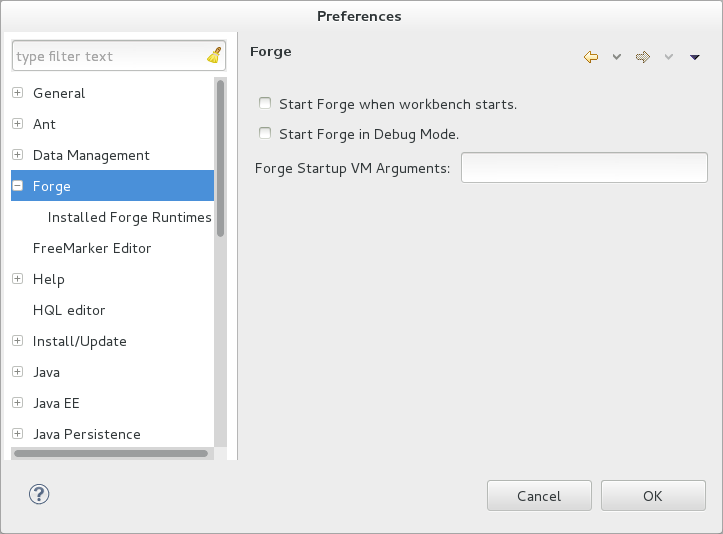 Preferences
type filter text
General
Ant
Data Management
Forge
Installed Forge Runtimes
FreeMarker Editor
Help
HQL editor
Install/Update
Java
Java EE
Java Persistence
Forge
Start Forge when workbench starts.
Start Forge in Debug Mode.
Forge Startup VM Arguments:
?
Cancel
OK